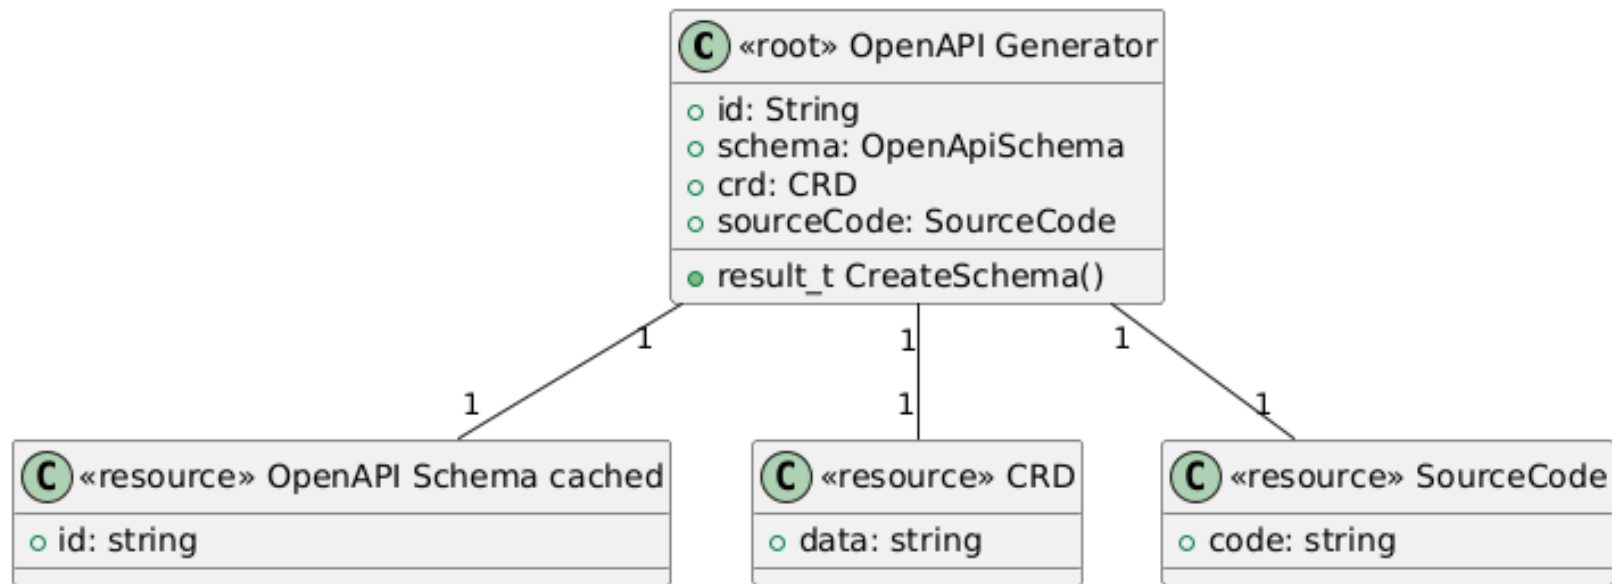 C «root» OpenAPI Generator
id: String
schema: OpenApiSchema
crd: CRD
sourceCode: SourceCode
result_t CreateSchema()
1 1 1
1 1 1
C «resource» OpenAPI Schema cached
id: string
C «resource» CRD
data: string
C «resource» SourceCode
code: string